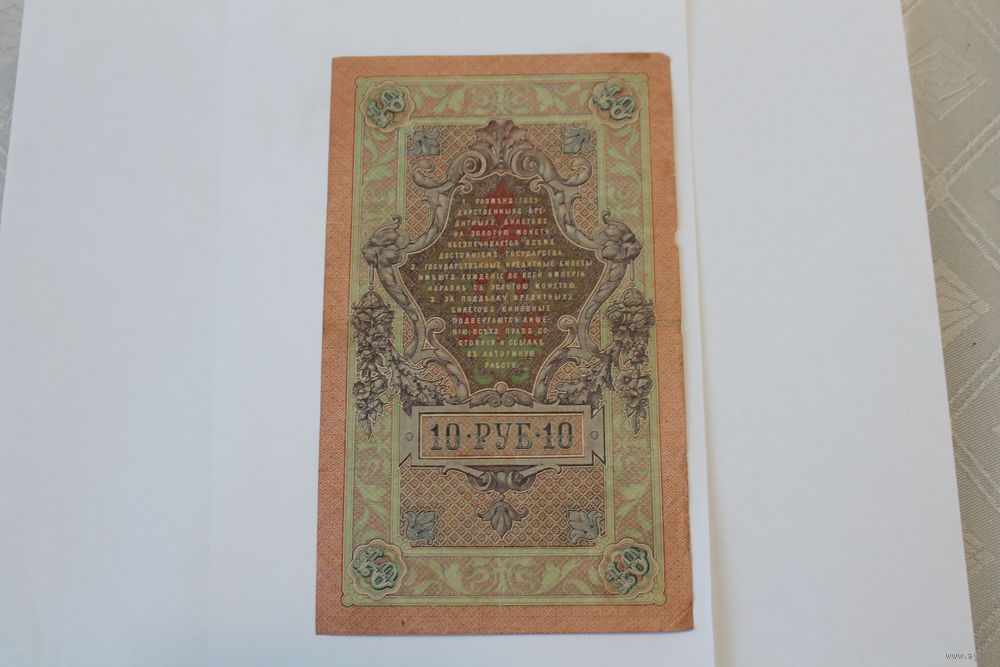 1. РАЗМѢНЪ ГОСУ-
ДАРСТВЕННЫХЪ КРЕ-
ДИТНЫХЪ БИЛЕТОВЪ
НА ЗОЛОТУЮ МОНЕТУ
ОБЕЗПЕЧИВАЕТСЯ ВСѢМЪ
ДОСТОЯНІЕМЪ ГОСУДАРСТВА.
2. ГОСУДАРСТВЕННЫЕ КРЕДИТНЫЕ БИЛЕТЫ
ИМѢЮТЪ ХОЖДЕНІЕ ВО ВСЕЙ ИМПЕРІИ
НАРАВНѢ СЪ ЗОЛОТОЮ МОНЕТОЮ.
3. ЗА ПОДДѢЛКУ КРЕДИТНЫХЪ
БИЛЕТОВЪ ВИНОВНЫЕ
ПОДВЕРГАЮТСЯ ЛИШЕ-
НІЮ ВСѢХЪ ПРАВЪ СО-
СТОЯНІЯ И ССЫЛКѢ
ВЪ КАТОРЖНУЮ
РАБОТУ.
10·РУБ·10